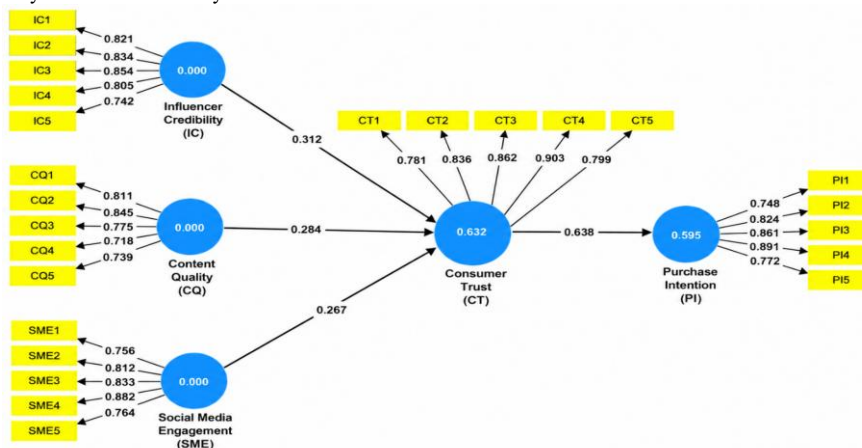 IC1
IC2
IC3
IC4
IC5
0.821
0.834
0.854
0.805
0.742
0.000
Influencer
Credibility
(IC)
0.312
CQ1
CQ2
CQ3
CQ4
CQ5
0.811
0.845
0.775
0.718
0.739
0.000
Content
Quality
(CQ)
0.284
SME1
SME2
SME3
SME4
SME5
0.756
0.812
0.833
0.882
0.764
0.000
Social Media
Engagement
(SME)
0.267
CT1
CT2
CT3
CT4
CT5
0.781
0.836
0.862
0.903
0.799
0.632
Consumer
Trust
(CT)
0.638
0.595
Purchase
Intention
(PI)
0.748
0.824
0.861
0.891
0.772
PI1
PI2
PI3
PI4
PI5